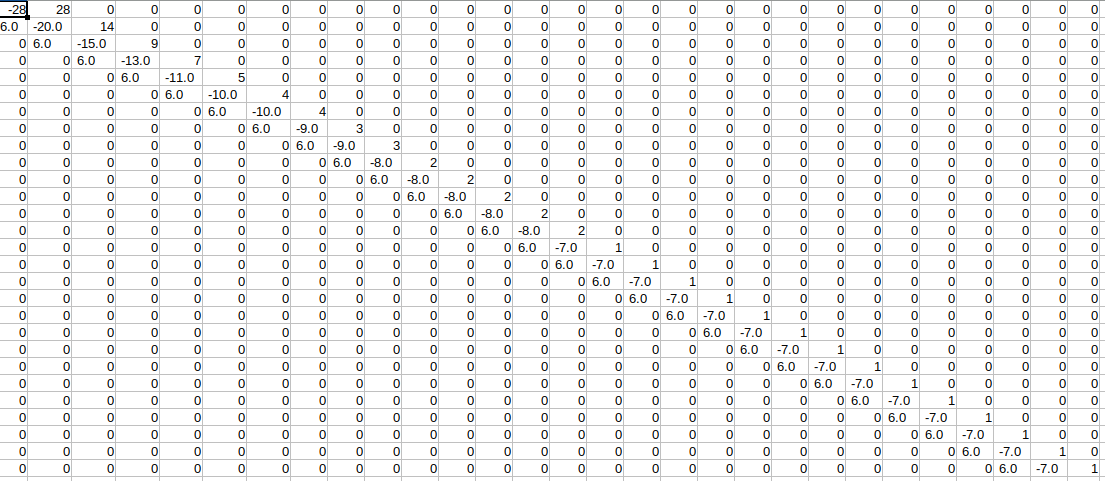 -28 28 0 0 0 0 0 0 0 0 0 0 0 0 0 0 0 0 0 0 0 0 0 0 0 0 0 0 0
6.0 -20.0 14 0 0 0 0 0 0 0 0 0 0 0 0 0 0 0 0 0 0 0 0 0 0 0 0 0 0
0 6.0 -15.0 9 0 0 0 0 0 0 0 0 0 0 0 0 0 0 0 0 0 0 0 0 0 0 0 0 0
0 0 6.0 -13.0 7 0 0 0 0 0 0 0 0 0 0 0 0 0 0 0 0 0 0 0 0 0 0 0 0
0 0 0 6.0 -11.0 5 0 0 0 0 0 0 0 0 0 0 0 0 0 0 0 0 0 0 0 0 0 0 0
0 0 0 0 6.0 -10.0 4 0 0 0 0 0 0 0 0 0 0 0 0 0 0 0 0 0 0 0 0 0 0
0 0 0 0 0 6.0 -10.0 4 0 0 0 0 0 0 0 0 0 0 0 0 0 0 0 0 0 0 0 0 0
0 0 0 0 0 0 6.0 -9.0 3 0 0 0 0 0 0 0 0 0 0 0 0 0 0 0 0 0 0 0 0
0 0 0 0 0 0 0 6.0 -9.0 3 0 0 0 0 0 0 0 0 0 0 0 0 0 0 0 0 0 0 0
0 0 0 0 0 0 0 0 6.0 -8.0 2 0 0 0 0 0 0 0 0 0 0 0 0 0 0 0 0 0 0
0 0 0 0 0 0 0 0 0 6.0 -8.0 2 0 0 0 0 0 0 0 0 0 0 0 0 0 0 0 0 0
0 0 0 0 0 0 0 0 0 0 6.0 -8.0 2 0 0 0 0 0 0 0 0 0 0 0 0 0 0 0 0
0 0 0 0 0 0 0 0 0 0 0 6.0 -8.0 2 0 0 0 0 0 0 0 0 0 0 0 0 0 0 0
0 0 0 0 0 0 0 0 0 0 0 0 6.0 -8.0 2 0 0 0 0 0 0 0 0 0 0 0 0 0 0
0 0 0 0 0 0 0 0 0 0 0 0 0 6.0 -7.0 1 0 0 0 0 0 0 0 0 0 0 0 0 0
0 0 0 0 0 0 0 0 0 0 0 0 0 0 6.0 -7.0 1 0 0 0 0 0 0 0 0 0 0 0 0
0 0 0 0 0 0 0 0 0 0 0 0 0 0 0 6.0 -7.0 1 0 0 0 0 0 0 0 0 0 0 0
0 0 0 0 0 0 0 0 0 0 0 0 0 0 0 0 6.0 -7.0 1 0 0 0 0 0 0 0 0 0 0
0 0 0 0 0 0 0 0 0 0 0 0 0 0 0 0 0 6.0 -7.0 1 0 0 0 0 0 0 0 0 0
0 0 0 0 0 0 0 0 0 0 0 0 0 0 0 0 0 0 6.0 -7.0 1 0 0 0 0 0 0 0 0
0 0 0 0 0 0 0 0 0 0 0 0 0 0 0 0 0 0 0 6.0 -7.0 1 0 0 0 0 0 0 0
0 0 0 0 0 0 0 0 0 0 0 0 0 0 0 0 0 0 0 0 6.0 -7.0 1 0 0 0 0 0 0
0 0 0 0 0 0 0 0 0 0 0 0 0 0 0 0 0 0 0 0 0 6.0 -7.0 1 0 0 0 0 0
0 0 0 0 0 0 0 0 0 0 0 0 0 0 0 0 0 0 0 0 0 0 6.0 -7.0 1 0 0 0 0
0 0 0 0 0 0 0 0 0 0 0 0 0 0 0 0 0 0 0 0 0 0 0 6.0 -7.0 1 0 0 0
0 0 0 0 0 0 0 0 0 0 0 0 0 0 0 0 0 0 0 0 0 0 0 0 6.0 -7.0 1 0 0
0 0 0 0 0 0 0 0 0 0 0 0 0 0 0 0 0 0 0 0 0 0 0 0 0 6.0 -7.0 1 0
0 0 0 0 0 0 0 0 0 0 0 0 0 0 0 0 0 0 0 0 0 0 0 0 0 0 6.0 -7.0 1